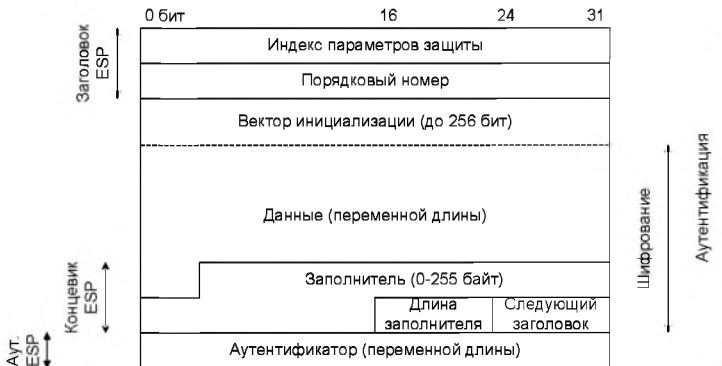 0 бит 16 24 31
Заголовок
ESP
Индекс параметров защиты
Порядковый номер
Вектор инициализации (до 256 бит)
Данные (переменной длины)
Шифрование
Аутентификация
Концевик
ESP
Заполнитель (0-255 байт)
Длина
заполнителя
Следующий
заголовок
Аут.
ESP
Аутентификатор (переменной длины)